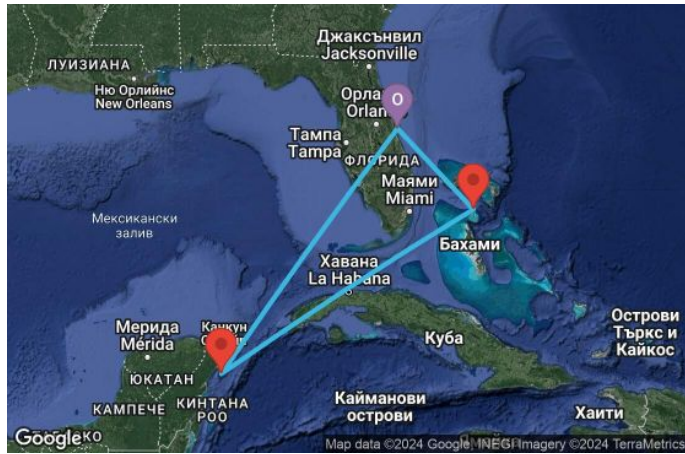 Джаксънвил
Jacksonville
ЛУИЗИАНА
Ню Орлийнс
New Orleans
O
Тампа
Tampa
ФЛОРИДА
Маями
Miami
Мексикански
залив
Бахами
Хавана
La Habana
Острови
Търкс и
Кайкос
Мерида
Mérida
Канкун
Куба
ЮКАТАН
КАМПЕЧЕ
КИНТАНА
РОО
Кайманови
острови
Хаити
Google
Map data ©2024 Google, INEGI Imagery ©2024 TerraMetrics